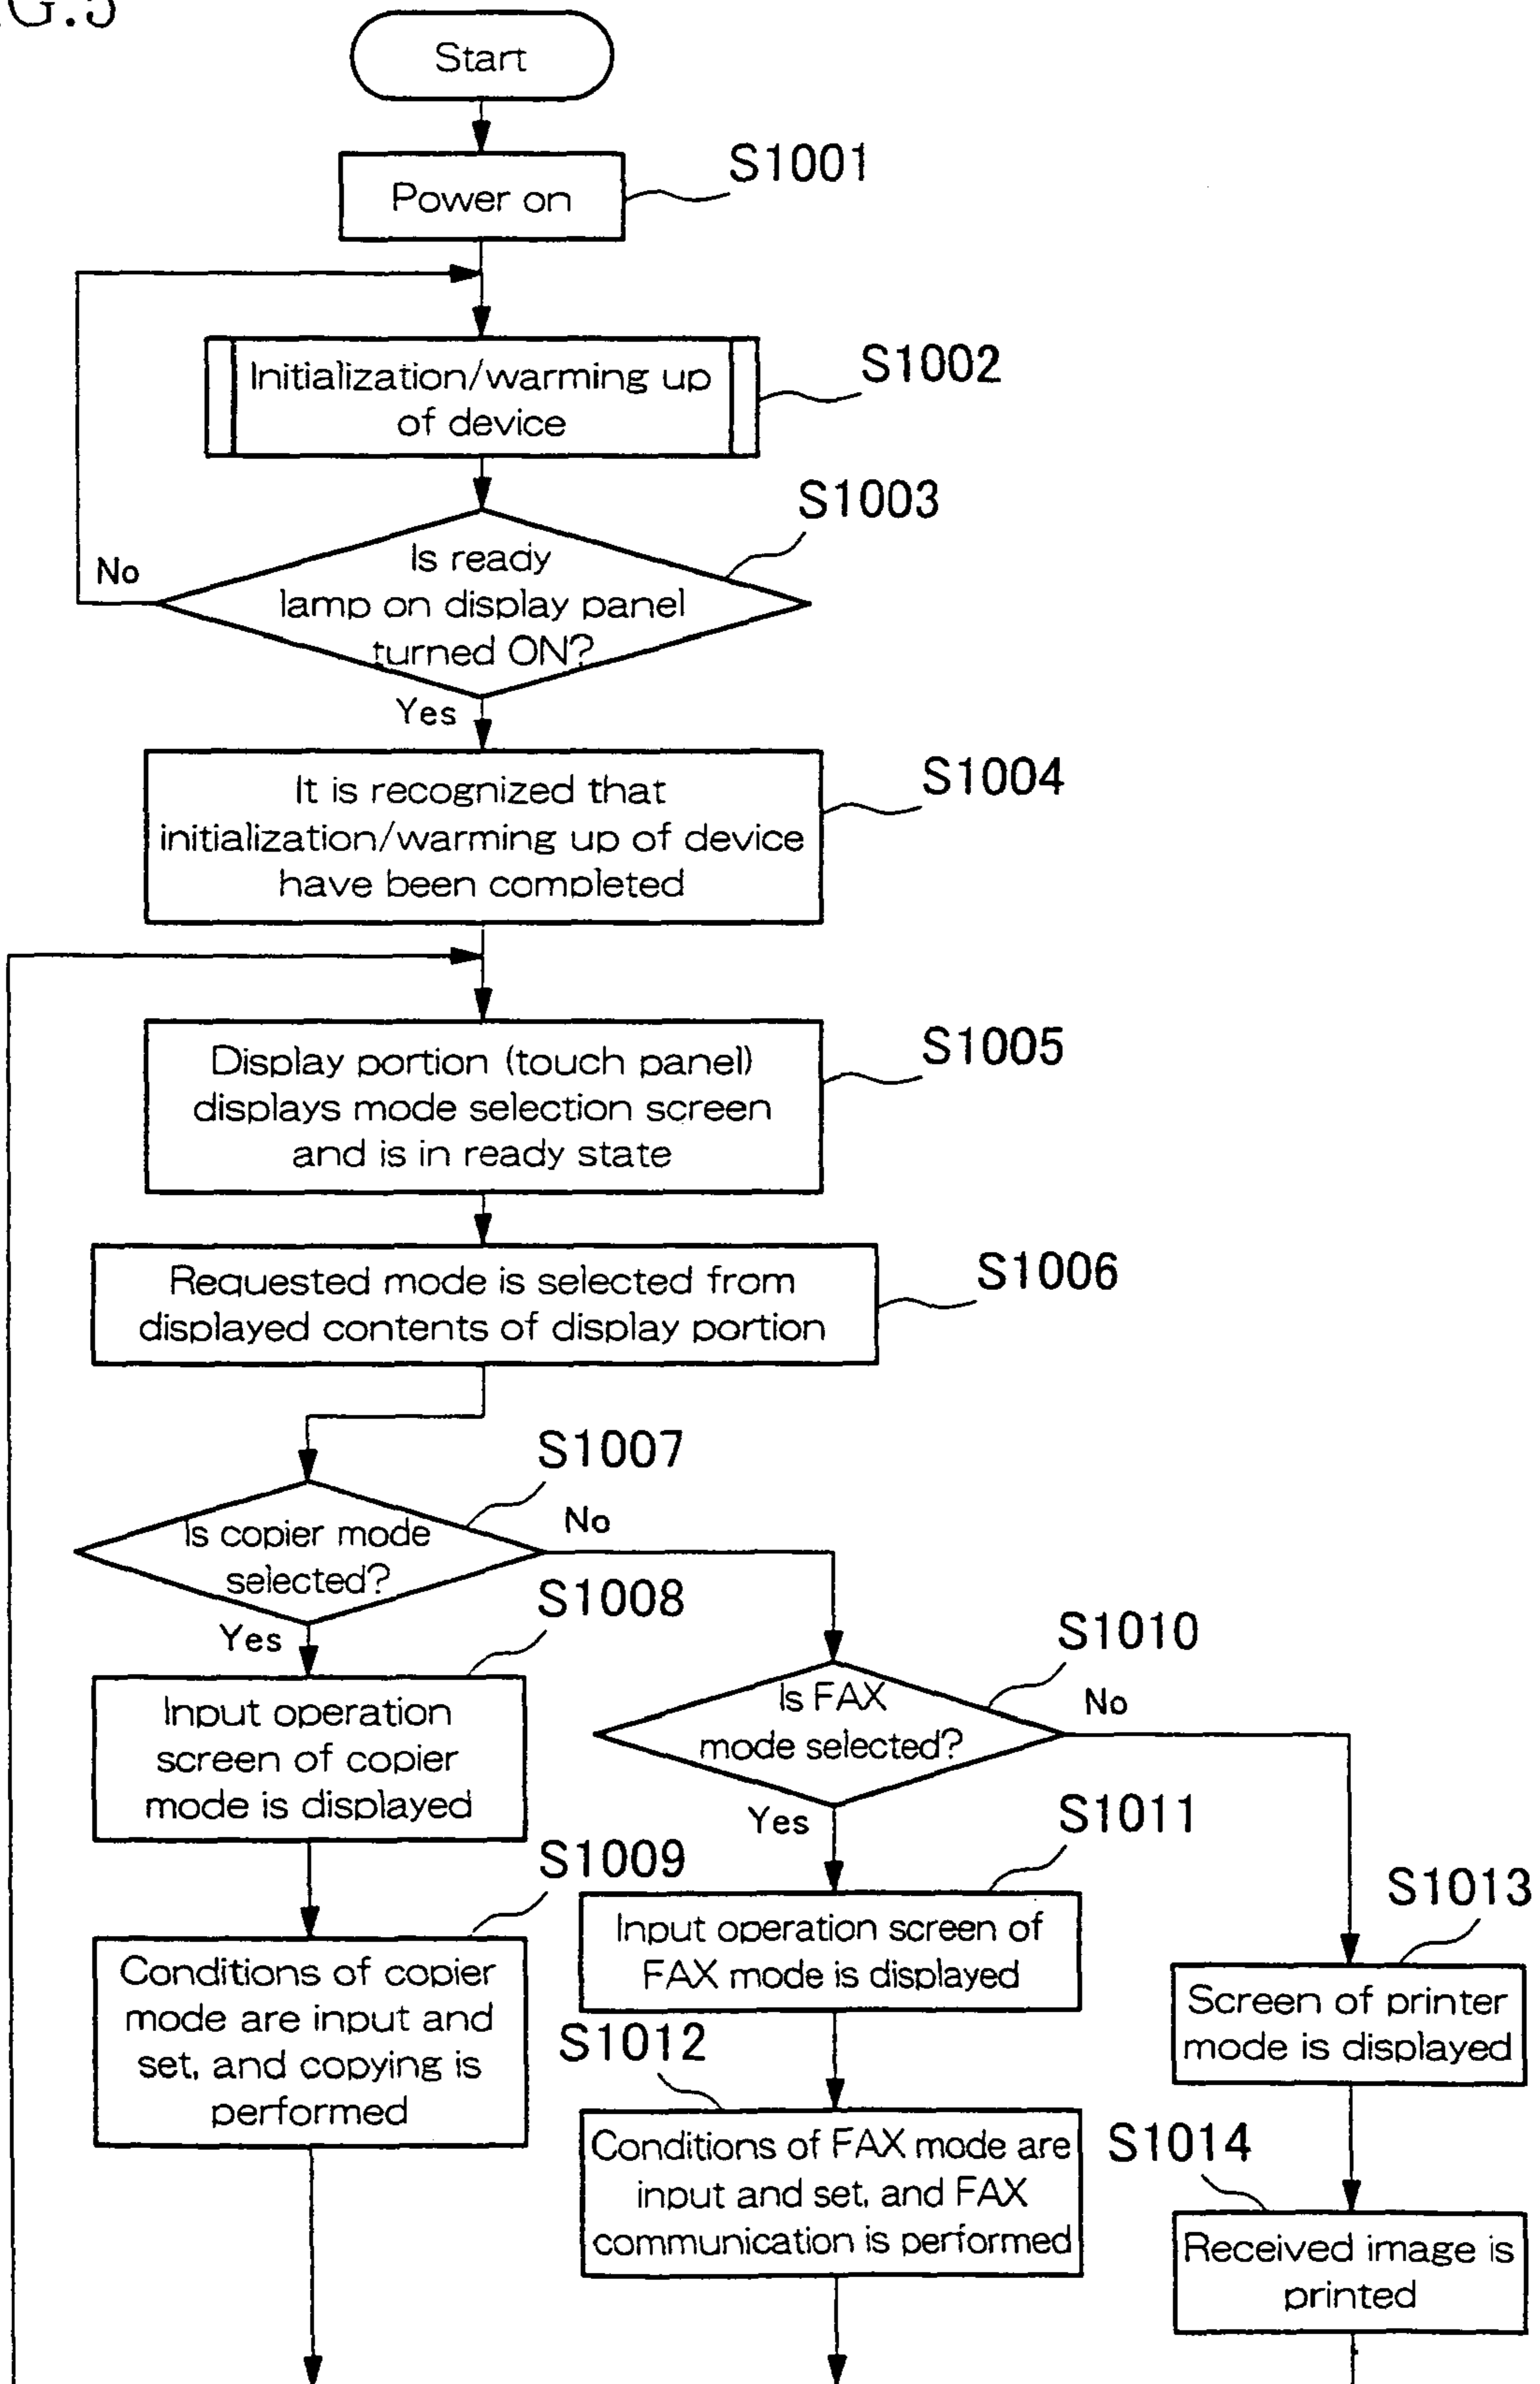 G.5
Start
S1001
Power on
S1002
Initialization/warming up
of device
S1003
Is ready
lamp on display panel
turned ON?
No
Yes
S1004
It is recognized that
initialization/warming up of device
have been completed
S1005
Display portion (touch panel)
displays mode selection screen
and is in ready state
S1006
Requested mode is selected from
displayed contents of display portion
S1007
Is copier mode
selected?
No
Yes
S1008
Input operation
screen of copier
mode is displayed
S1009
Conditions of copier
mode are input and
set, and copying is
performed
S1010
Is FAX
mode selected?
No
Yes
S1011
Input operation screen of
FAX mode is displayed
S1012
Conditions of FAX mode are
input and set, and FAX
communication is performed
S1013
Screen of printer
mode is displayed
S1014
Received image is
printed